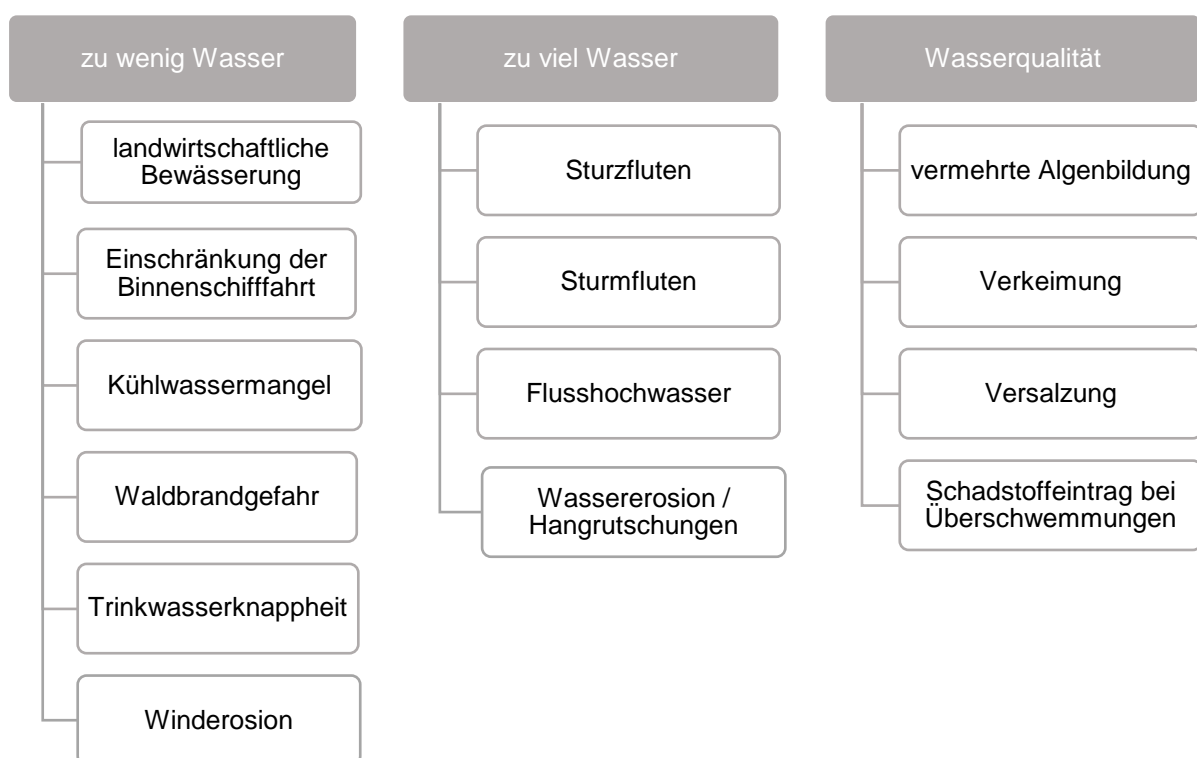 zu wenig Wasser
landwirtschaftliche
Bewässerung
Einschränkung der
Binnenschifffahrt
Kühlwassermangel
Waldbrandgefahr
Trinkwasserknappheit
Winderosion
zu viel Wasser
Sturzfluten
Sturmfluten
Flusshochwasser
Wassererosion /
Hangrutschungen
Wasserqualität
vermehrte Algenbildung
Verkeimung
Versalzung
Schadstoffeintrag bei
Überschwemmungen